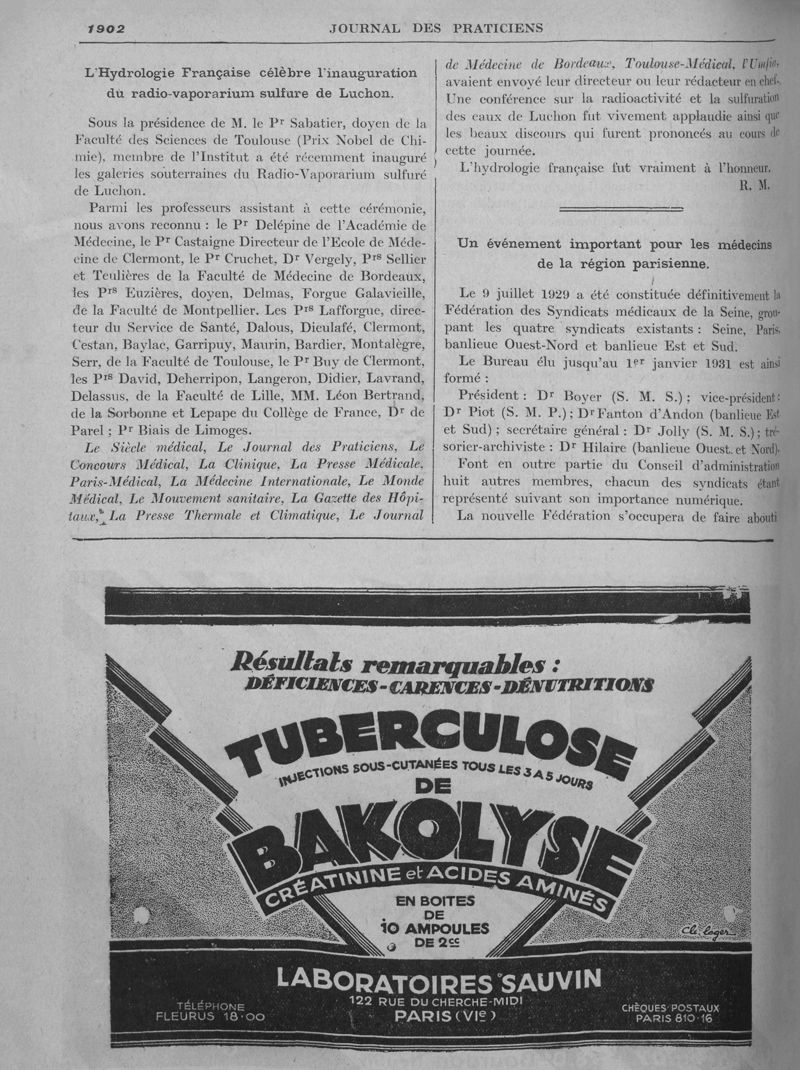 1902
JOURNAL DES PRATICIENS
L'Hydrologie Française célèbre l'inauguration
du radio-vaporarium sulfure de Luchon.
Sous la présidence de M. le Pr Sabatier, doyen de la
Faculté des Sciences de Toulouse (Prix Nobel de Chi-
mie), membre de l'Institut a été récemment inauguré
les galeries souterraines du Radio-Vaporarium sulfuré
de Luchon.
Parmi les professeurs assistant à cette cérémonie,
nous avons reconnu : le Pr Delépine de l'Académie de
Médecine, le Pr Castaigne Directeur de l'Ecole de Méde-
cine de Clermont, le Pr Cruchet, Dr Vergely, Prs Sellier
et Teulières de la Faculté de Médecine de Bordeaux,
les Prs Euzières, doyen, Delmas, Forgue Galavieille,
de la Faculté de Montpellier. Les Prs Lafforgue, direc-
teur du Service de Santé, Dalous, Dieulafé, Clermont,
Cestan, Baylac, Garripuy, Maurin, Bardier, Montalègre,
Serr, de la Faculté de Toulouse, le Pr Buy de Clermont,
les Prs David, Deherripon, Langeron, Didier, Lavrand,
Delassus, de la Faculté de Lille, MM. Léon Bertrand,
de la Sorbonne et Lepape du Collège de France, Dr de
Parel ; Pr Biais de Limoges.
Le Siècle médical, Le Journal des Praticiens, Le
Concours Médical, La Clinique, La Presse Médicale,
Paris-Médical, La Médecine Internationale, Le Monde
Médical, Le Mouvement sanitaire, La Gazette des Hôpi-
taux, La Presse Thermale et Climatique, Le Journal
de Médecine de Bordeaux, Toulouse-Médical,
avaient envoyé leur directeur ou leur rédacteur en chef.
Une conférence sur la radioactivité et la sulfuration
des eaux de Luchon fut vivement applaudie ainsi que
les beaux discours qui furent prononcés au cours de
cette journée.
L'hydrologie française fut vraiment à l'honneur.
R. M.
Un événement important pour les médecins
de la région parisienne.
Le 9 juillet 1929 a été constituée définitivement la
Fédération des Syndicats médicaux de la Seine, grou-
pant les quatre syndicats existants : Seine, Paris,
banlieue Ouest-Nord et banlieue Est et Sud.
Le Bureau élu jusqu'au 1er janvier 1931 est ainsi
formé :
Président : Dr Boyer (S. M. S.) ; vice-président :
Dr Piot (S. M. P.) ; Dr Fanton d'Andon (banlieue Est
et Sud) ; secrétaire général : Dr Jolly (S. M. S.) ; tré-
sorier-archiviste : Dr Hilaire (banlieue Ouest. et Nord).
Font en outre partie du Conseil d'administration
huit autres membres, chacun des syndicats étant
représenté suivant son importance numérique.
La nouvelle Fédération s'occupera de faire abouti
Résultats remarquables :
DÉFICIENCES-CARENCES-DÉNUTRITIONS
TUBERCULOSE
INJECTIONS SOUS-CUTANÉES TOUS LES 3 A 5 JOURS
DE
BAKOLYSE
CRÉATININE et ACIDES AMINÉS
EN BOITES
DE
10 AMPOULES
DE 2cc
Ch. Loger
LABORATOIRES SAUVIN
122 RUE DU CHERCHE-MIDI
PARIS (VIe)
TÉLÉPHONE
FLEURUS 18-00
CHÈQUES POSTAUX
PARIS 810-16